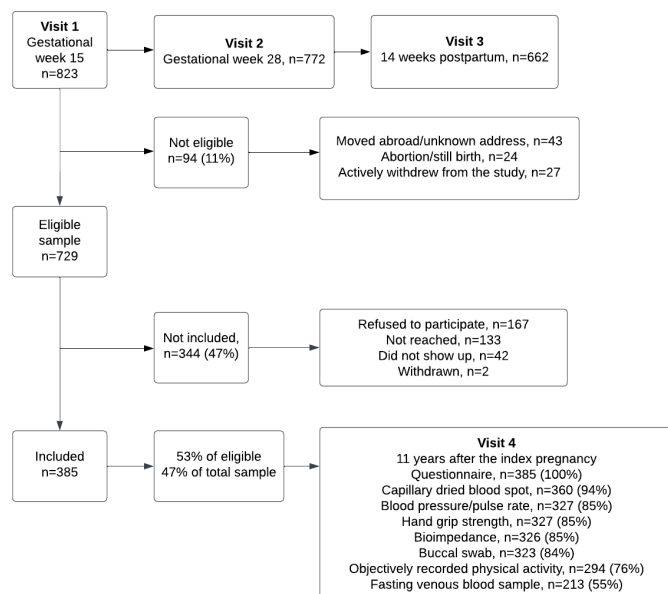 Visit 1
Gestational
week 15
n=823
Visit 2
Gestational week 28, n=772
Visit 3
14 weeks postpartum, n=662
Not eligible
n=94 (11%)
Moved abroad/unknown address, n=43
Abortion/still birth, n=24
Actively withdrew from the study, n=27
Eligible
sample
n=729
Not included,
n=344 (47%)
Refused to participate, n=167
Not reached, n=133
Did not show up, n=42
Withdrawn, n=2
Included
n=385
53% of eligible
47% of total sample
Visit 4
11 years after the index pregnancy
Questionnaire, n=385 (100%)
Capillary dried blood spot, n=360 (94%)
Blood pressure/pulse rate, n=327 (85%)
Hand grip strength, n=327 (85%)
Bioimpedance, n=326 (85%)
Buccal swab, n=323 (84%)
Objectively recorded physical activity, n=294 (76%)
Fasting venous blood sample, n=213 (55%)